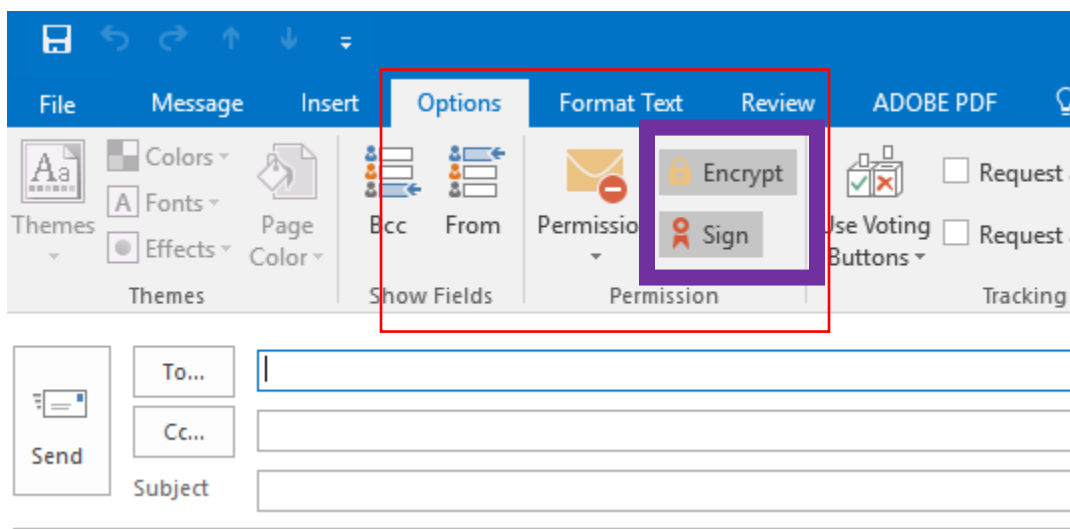 File Message Insert Options Format Text Review ADOBE PDF
Aa Colors Encrypt Request
Themes A Fonts Page Color Bcc From Sign Use Voting Buttons Request
Effects
Themes Show Fields Permission Tracking
To...
Cc...
Send
Subject